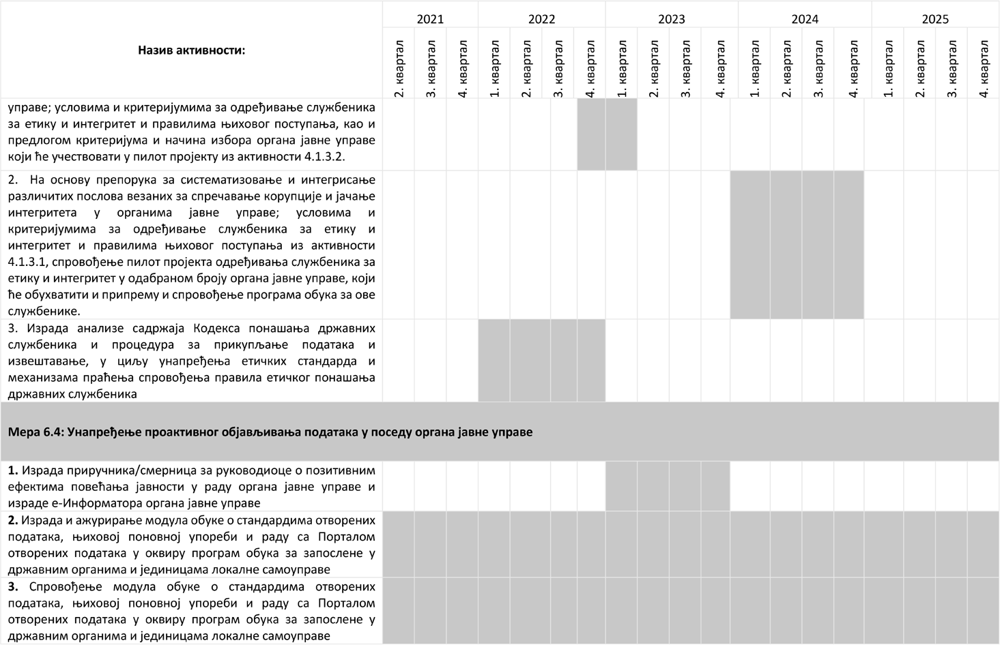 Назив активности:
2021 2022 2023 2024 2025
2. квартал 3. квартал 4. квартал 1. квартал 2. квартал 3. квартал 4. квартал 1. квартал 2. квартал 3. квартал 4. квартал 1. квартал 2. квартал 3. квартал 4. квартал 1. квартал 2. квартал 3. квартал 4. квартал
управе; условима и критеријумима за одређивање службеника
за етику и интегритет и правилима њиховог поступања, као и
предлогом критеријума и начина избора органа јавне управе
који ће учествовати у пилот пројекту из активности 4.1.3.2.
2. На основу препорука за систематизовање и интегрисање
различитих послова везаних за спречавање корупције и јачање
интегритета у органима јавне управе; условима и
критеријумима за одређивање службеника за етику и
интегритет и правилима њиховог поступања из активности
4.1.3.1, спровођење пилот пројекта одређивања службеника за
етику и интегритет у одабраном броју органа јавне управе, који
ће обухватити и припрему и спровођење програма обука за ове
службенике.
3. Израда анализе садржаја Кодекса понашања државних
службеника и процедура за прикупљање података и
извештавање, у циљу унапређења етичких стандарда и
механизама праћења спровођења правила етичког понашања
државних службеника
Мера 6.4: Унапређење проактивног објављивања података у поседу органа јавне управе
1. Израда приручника/смерница за руководиоце о позитивним
ефектима повећања јавности у раду органа јавне управе и
израде е-Информатора органа јавне управе
2. Израда и ажурирање модула обуке о стандардима отворених
података, њиховој поновној употреби и раду са Порталом
отворених података у оквиру програм обука за запослене у
државним органима и јединицама локалне самоуправе
3. Спровођење модула обуке о стандардима отворених
података, њиховој поновној употреби и раду са Порталом
отворених података у оквиру програм обука за запослене у
државним органима и јединицама локалне самоуправе